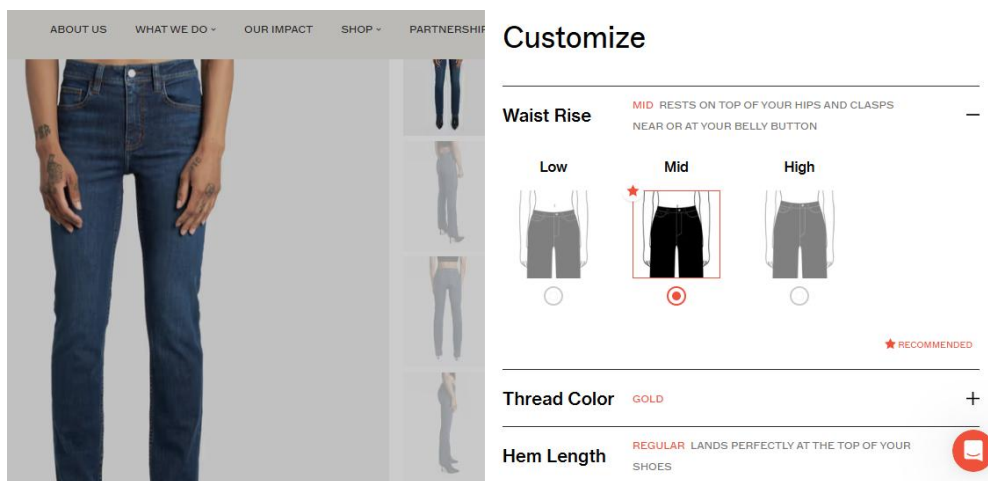 ABOUT US WHAT WE DO OUR IMPACT SHOP PARTNERSHIP
Customize
Waist Rise
MID RESTS ON TOP OF YOUR HIPS AND CLASPS
NEAR OR AT YOUR BELLY BUTTON
Low Mid High
RECOMMENDED
Thread Color GOLD
Hem Length
REGULAR LANDS PERFECTLY AT THE TOP OF YOUR
SHOES